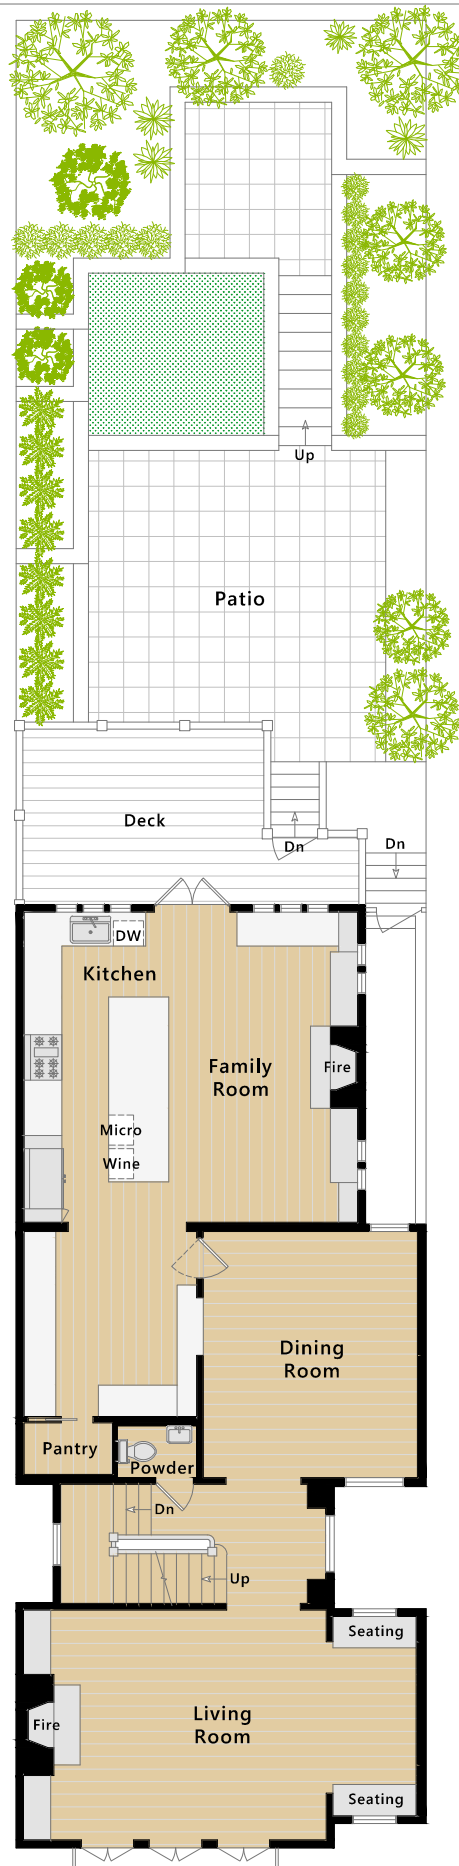 Up
Patio
Deck
Dn
Dn
DW
Kitchen
Family
Room
Fire
Micro
Wine
Dining
Room
Pantry
Powder
Dn
Up
Seating
Living
Room
Fire
Seating